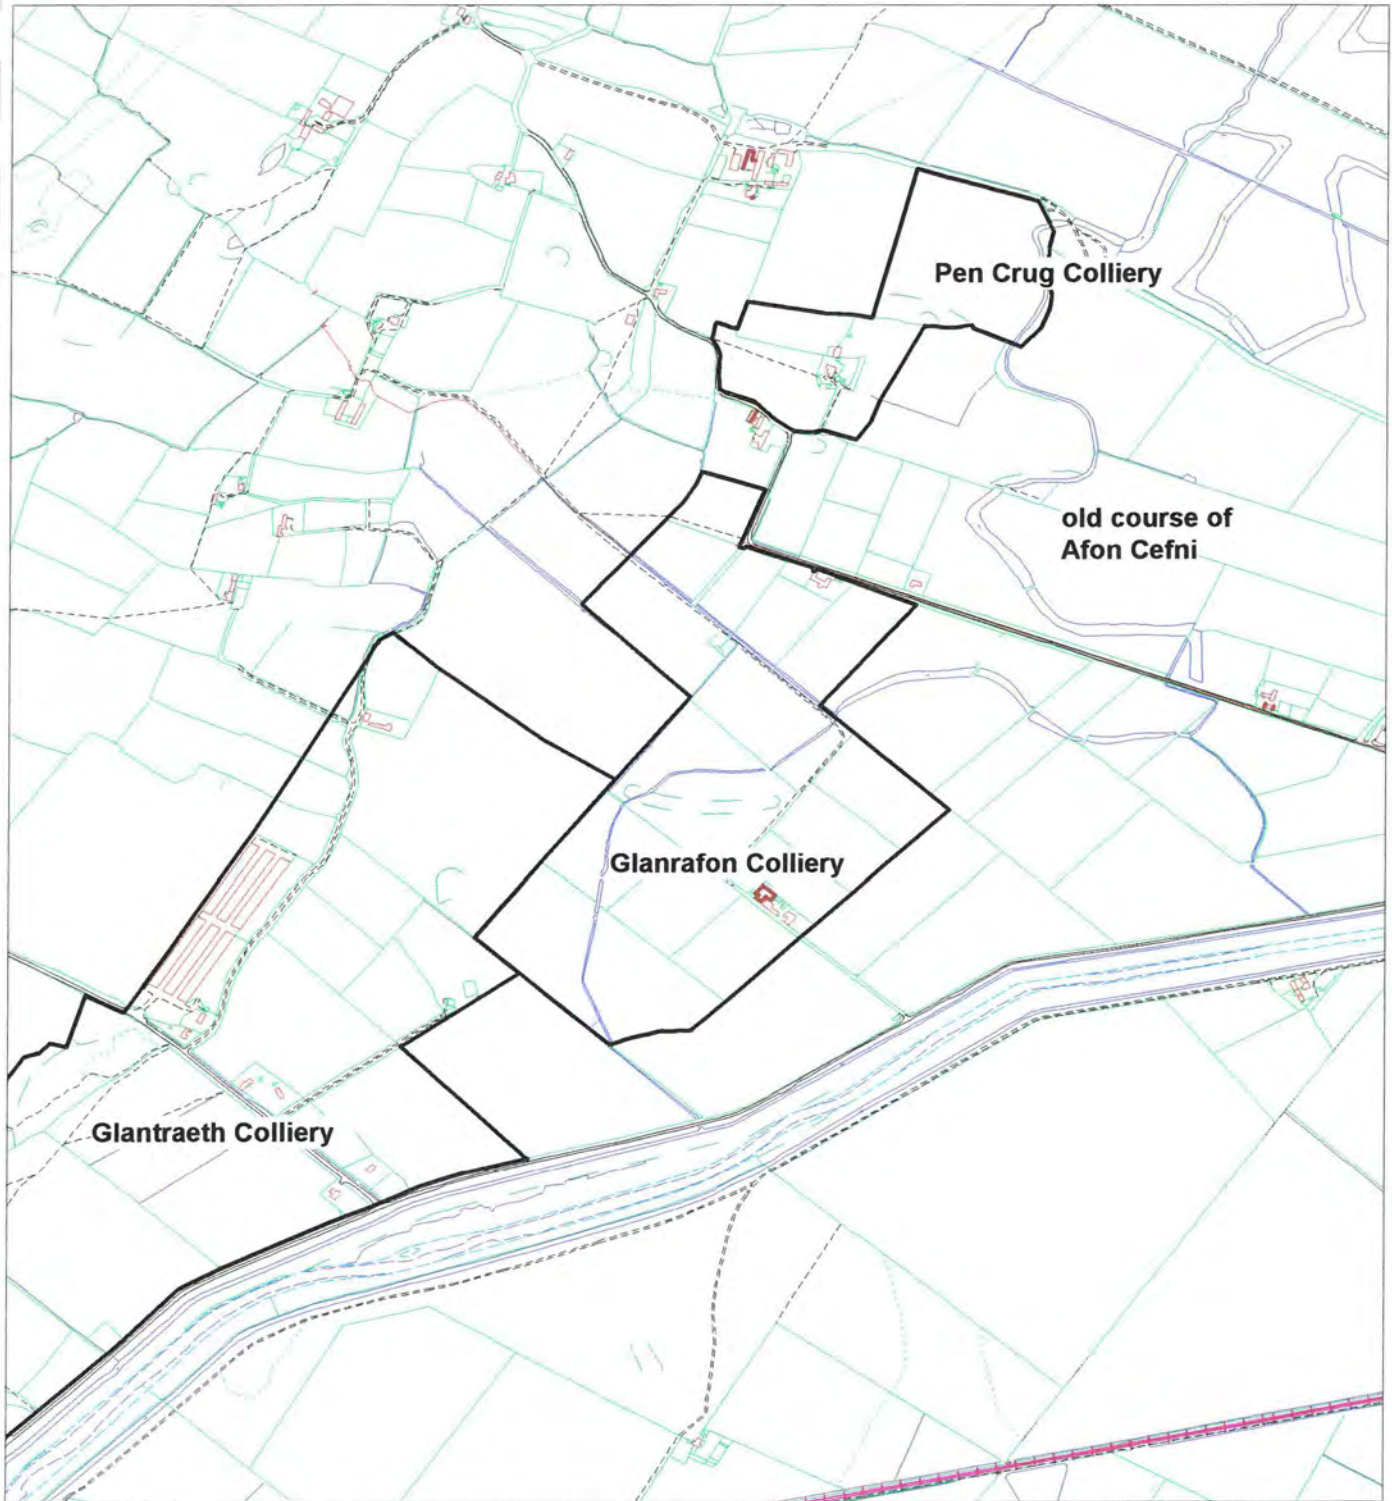 Pen Crug Colliery
old course of
Afon Cefni
Glanrafon Colliery
Glantraeth Colliery